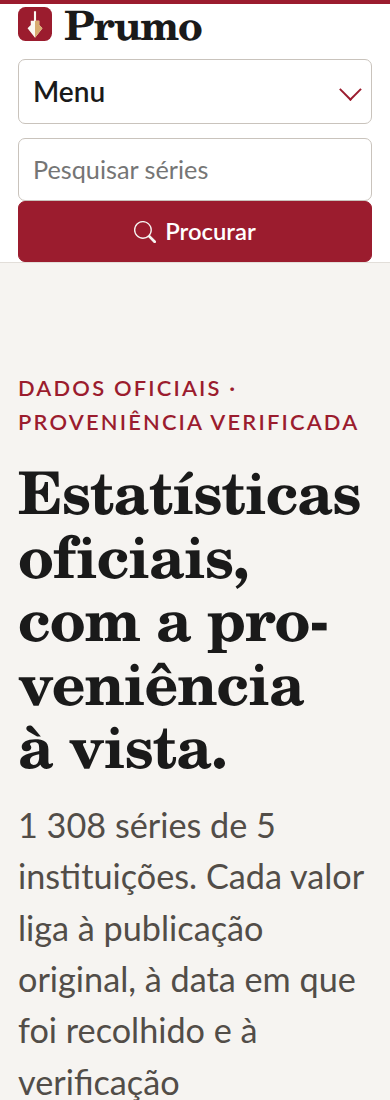 Prumo
Menu
Pesquisar séries
Procurar
DADOS OFICIAIS ·
PROVENIÊNCIA VERIFICADA
Estatísticas
oficiais,
com a pro-
veniência
à vista.
1 308 séries de 5
instituições. Cada valor
liga à publicação
original, à data em que
foi recolhido e à
verificação